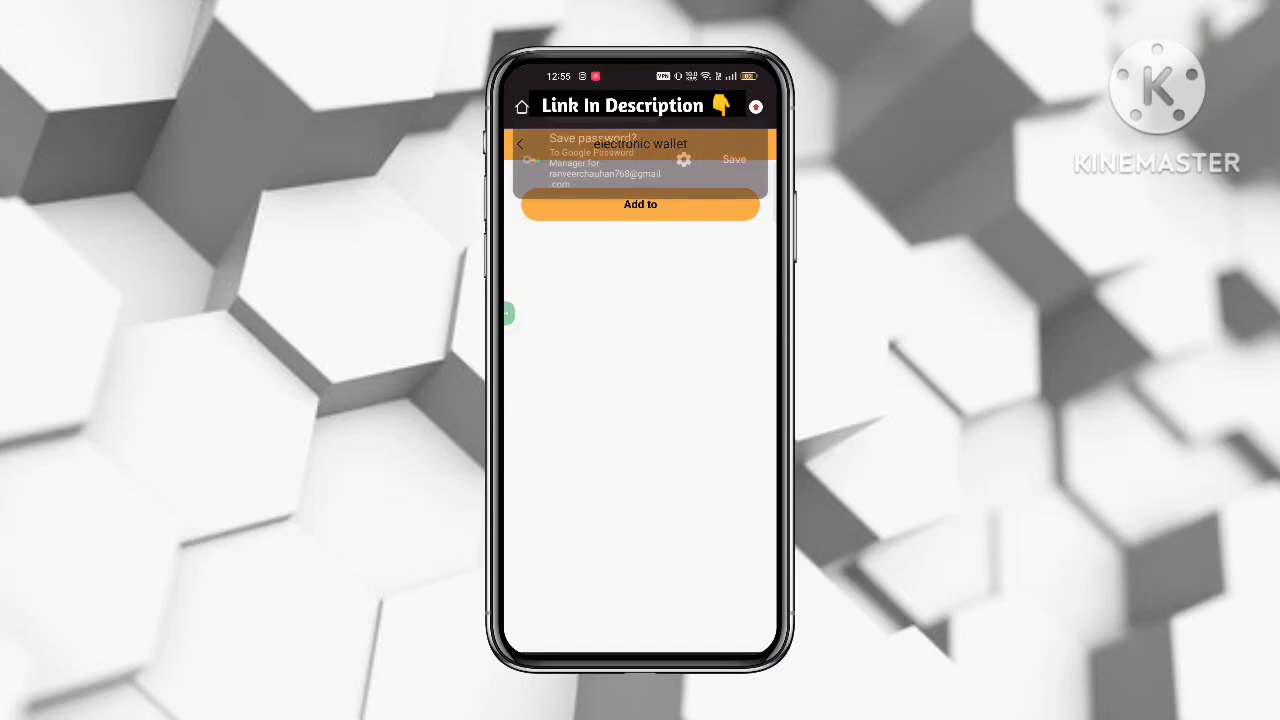 12:55
VPN
Link In Description 👇
Save password?
electronic wallet
To Google Password
Manager for
ranveerchauhan768@gmail
.com
Save
Add to
K
KINEMASTER